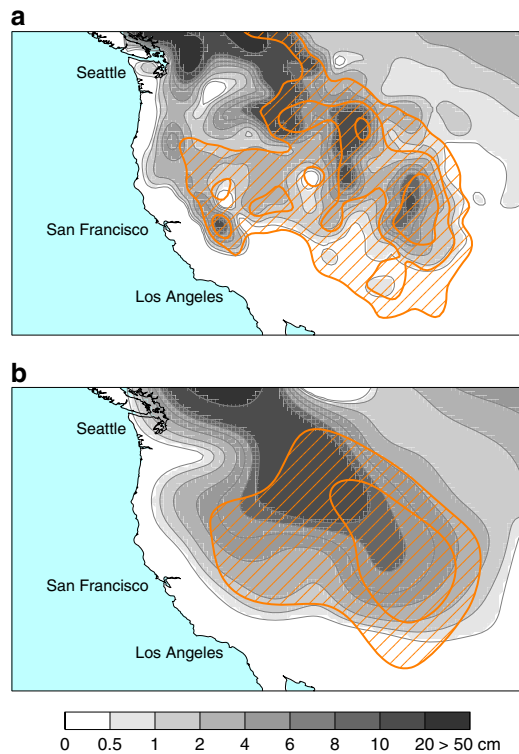 a
Seattle
San Francisco
Los Angeles
b
Seattle
San Francisco
Los Angeles
0 0.5 1 2 4 6 8 10 20 > 50 cm